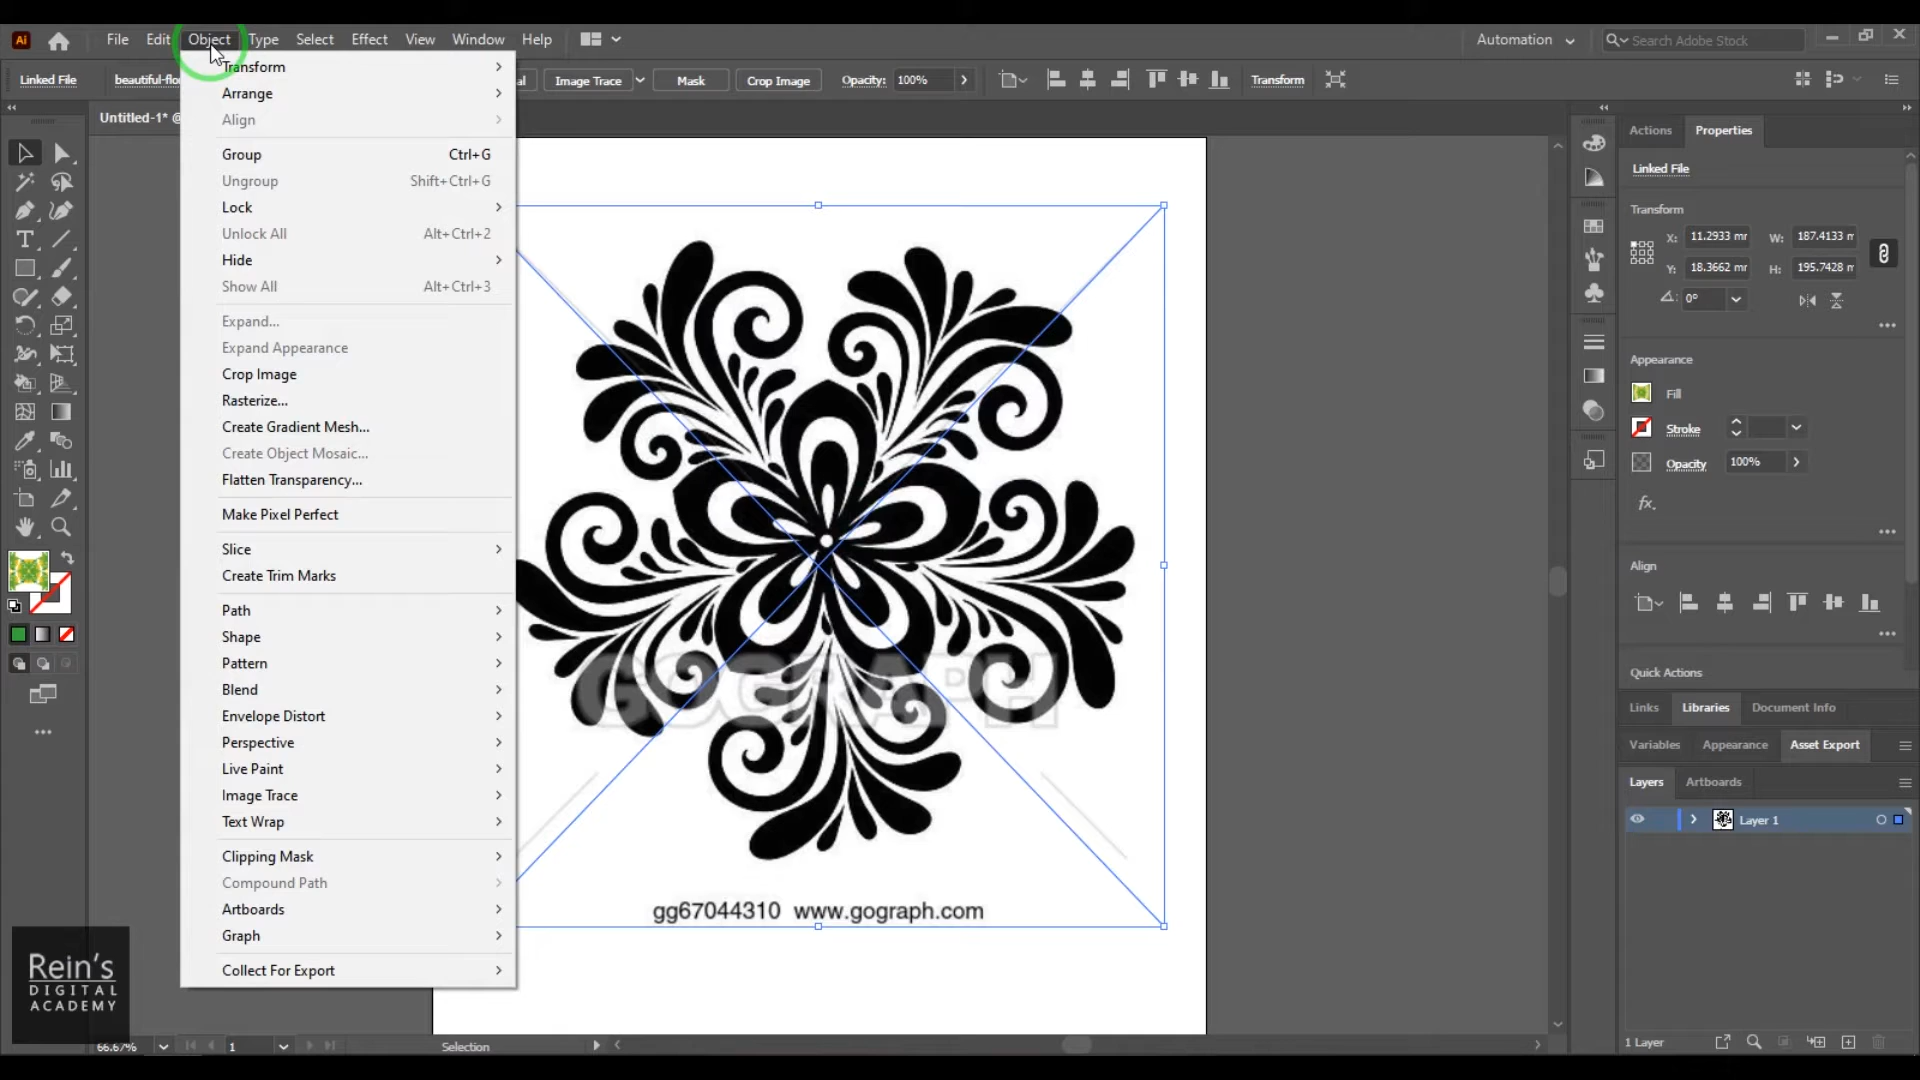 Ai File Edit Object Type Select Effect View Window Help Automation Search Adobe Stock
Linked File beautiful-flo al Image Trace Mask Crop Image Opacity: 100% Transform
Untitled-1* @
Transform
Arrange
Align
Group Ctrl+G
Ungroup Shift+Ctrl+G
Lock
Unlock All Alt+Ctrl+2
Hide
Show All Alt+Ctrl+3
Expand...
Expand Appearance
Crop Image
Rasterize...
Create Gradient Mesh...
Create Object Mosaic...
Flatten Transparency...
Make Pixel Perfect
Slice
Create Trim Marks
Path
Shape
Pattern
Blend
Envelope Distort
Perspective
Live Paint
Image Trace
Text Wrap
Clipping Mask
Compound Path
Artboards
Graph
Collect For Export
GOGRAPH
gg67044310 www.gograph.com
Actions Properties
Linked File
Transform
X: 11.2933 mr W: 187.4133 r
Y: 18.3662 mr H: 195.7428 r
0°
Appearance
Fill
Stroke
Opacity 100%
fx.
Align
Quick Actions
Links Libraries Document Info
Variables Appearance Asset Export
Layers Artboards
Layer 1
1 Layer
Rein's
DIGITAL
ACADEMY
66.67% 1 Selection